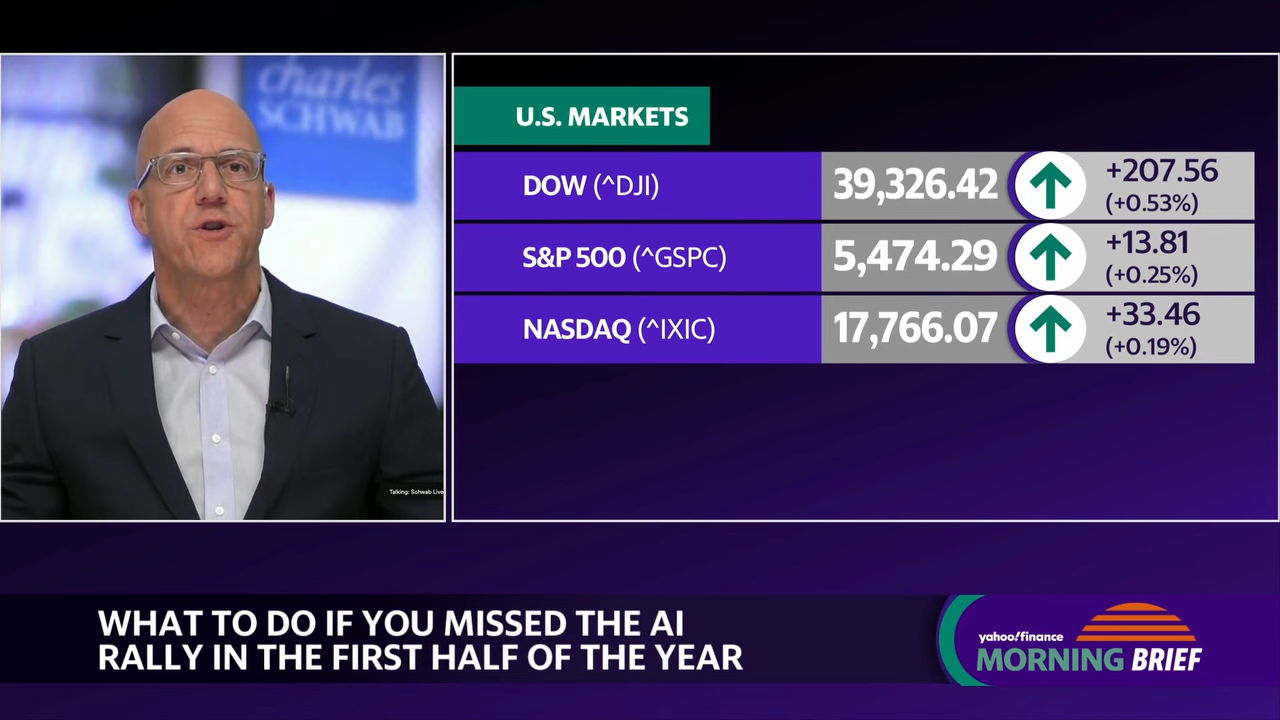 charles
SCHWAB
Talking: Schwab Live
U.S. MARKETS
DOW (^DJI) 39,326.42 +207.56 (+0.53%)
S&P 500 (^GSPC) 5,474.29 +13.81 (+0.25%)
NASDAQ (^IXIC) 17,766.07 +33.46 (+0.19%)
WHAT TO DO IF YOU MISSED THE AI
RALLY IN THE FIRST HALF OF THE YEAR
yahoo!finance
MORNING BRIEF